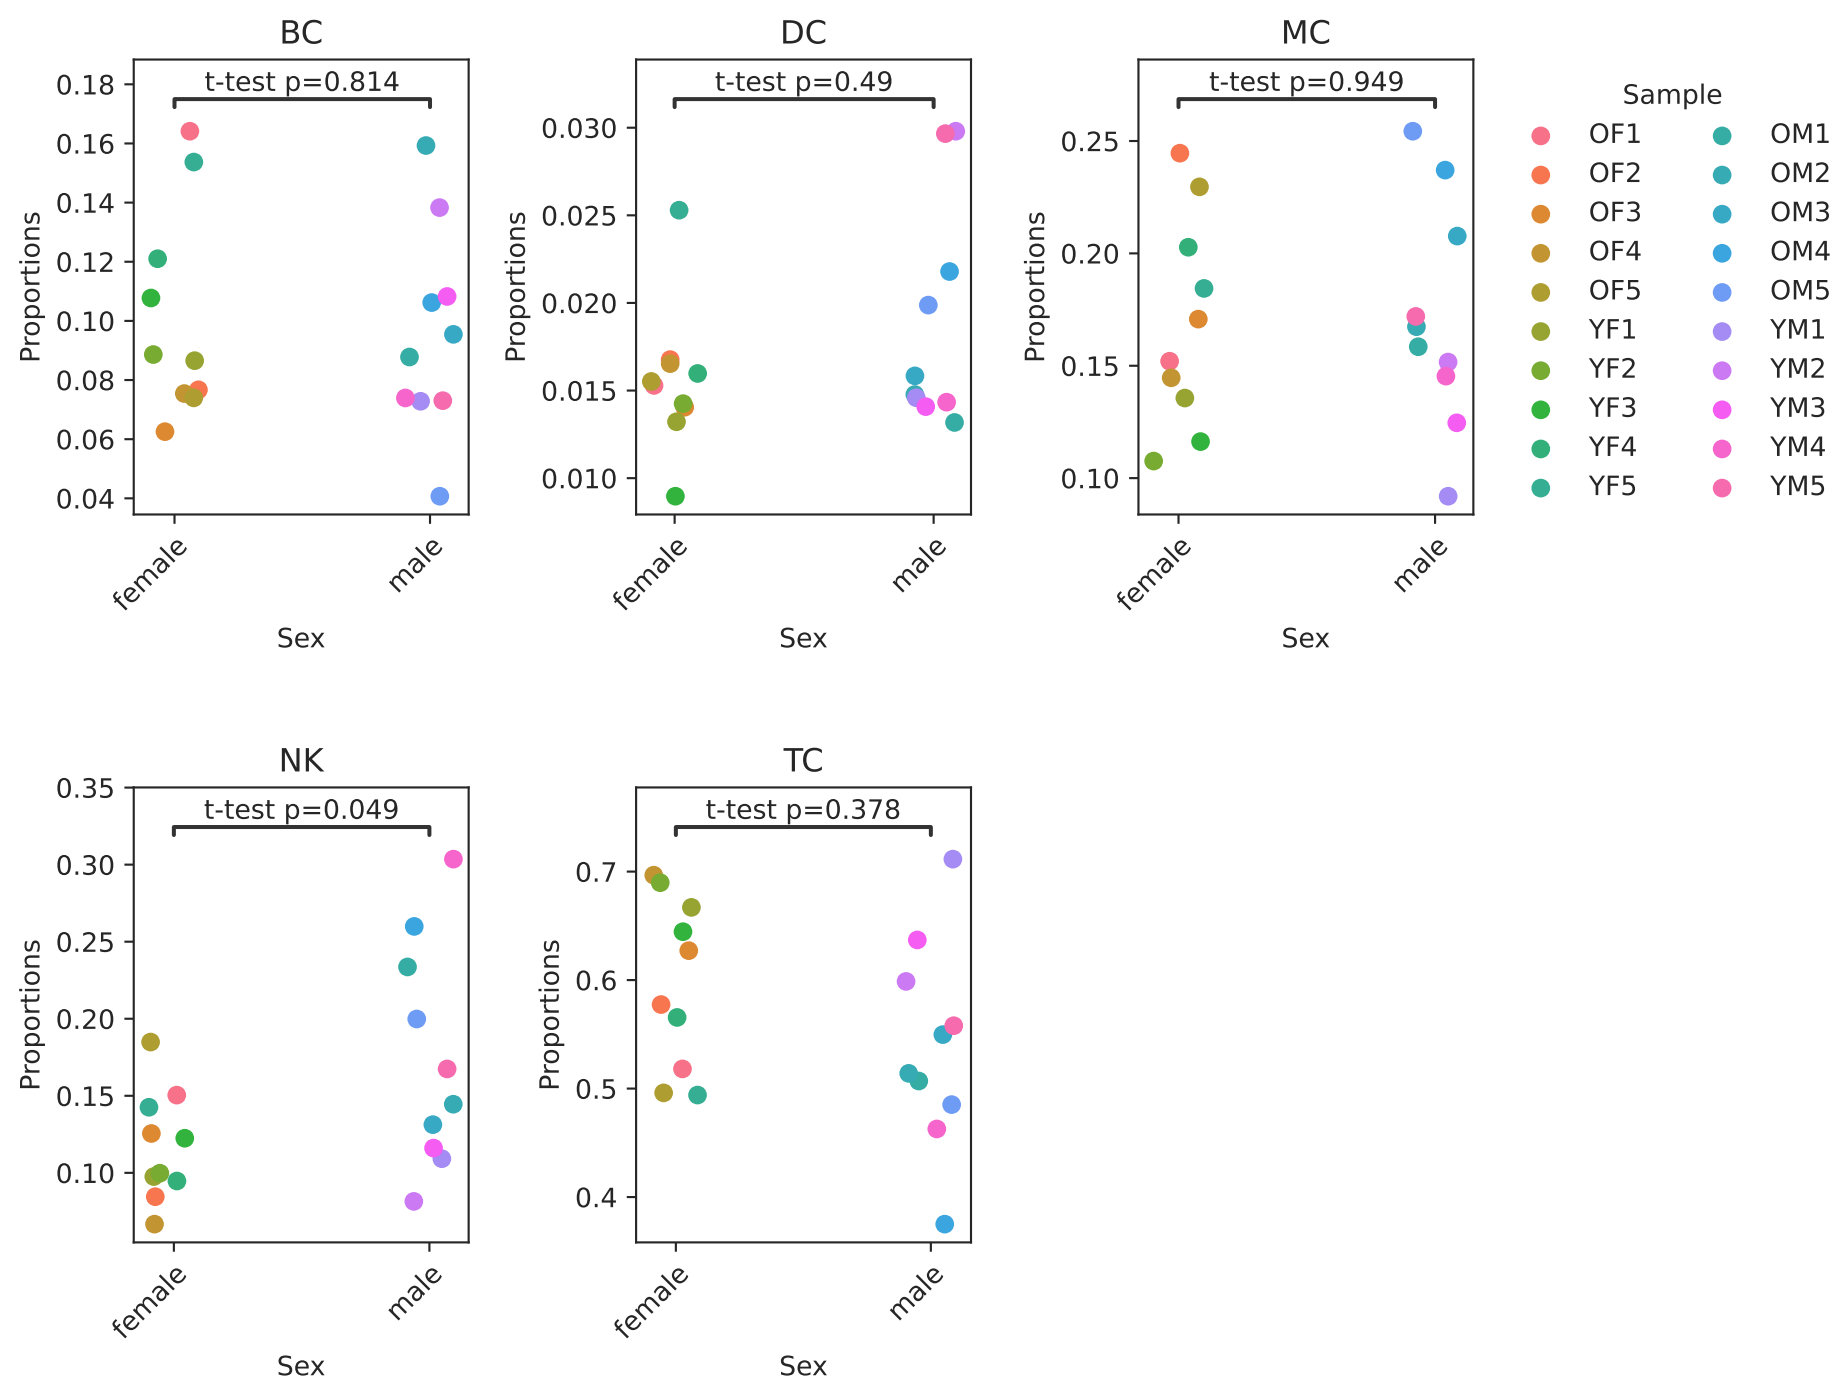 BC
t-test p=0.814
0.18
0.16
0.14
0.12
0.10
0.08
0.06
0.04
Proportions
female
male
Sex
DC
t-test p=0.49
0.030
0.025
0.020
0.015
0.010
Proportions
female
male
Sex
MC
t-test p=0.949
0.25
0.20
0.15
0.10
Proportions
female
male
Sex
Sample
OF1 OM1
OF2 OM2
OF3 OM3
OF4 OM4
OF5 OM5
YF1 YM1
YF2 YM2
YF3 YM3
YF4 YM4
YF5 YM5
NK
t-test p=0.049
0.35
0.30
0.25
0.20
0.15
0.10
Proportions
female
male
Sex
TC
t-test p=0.378
0.7
0.6
0.5
0.4
Proportions
female
male
Sex